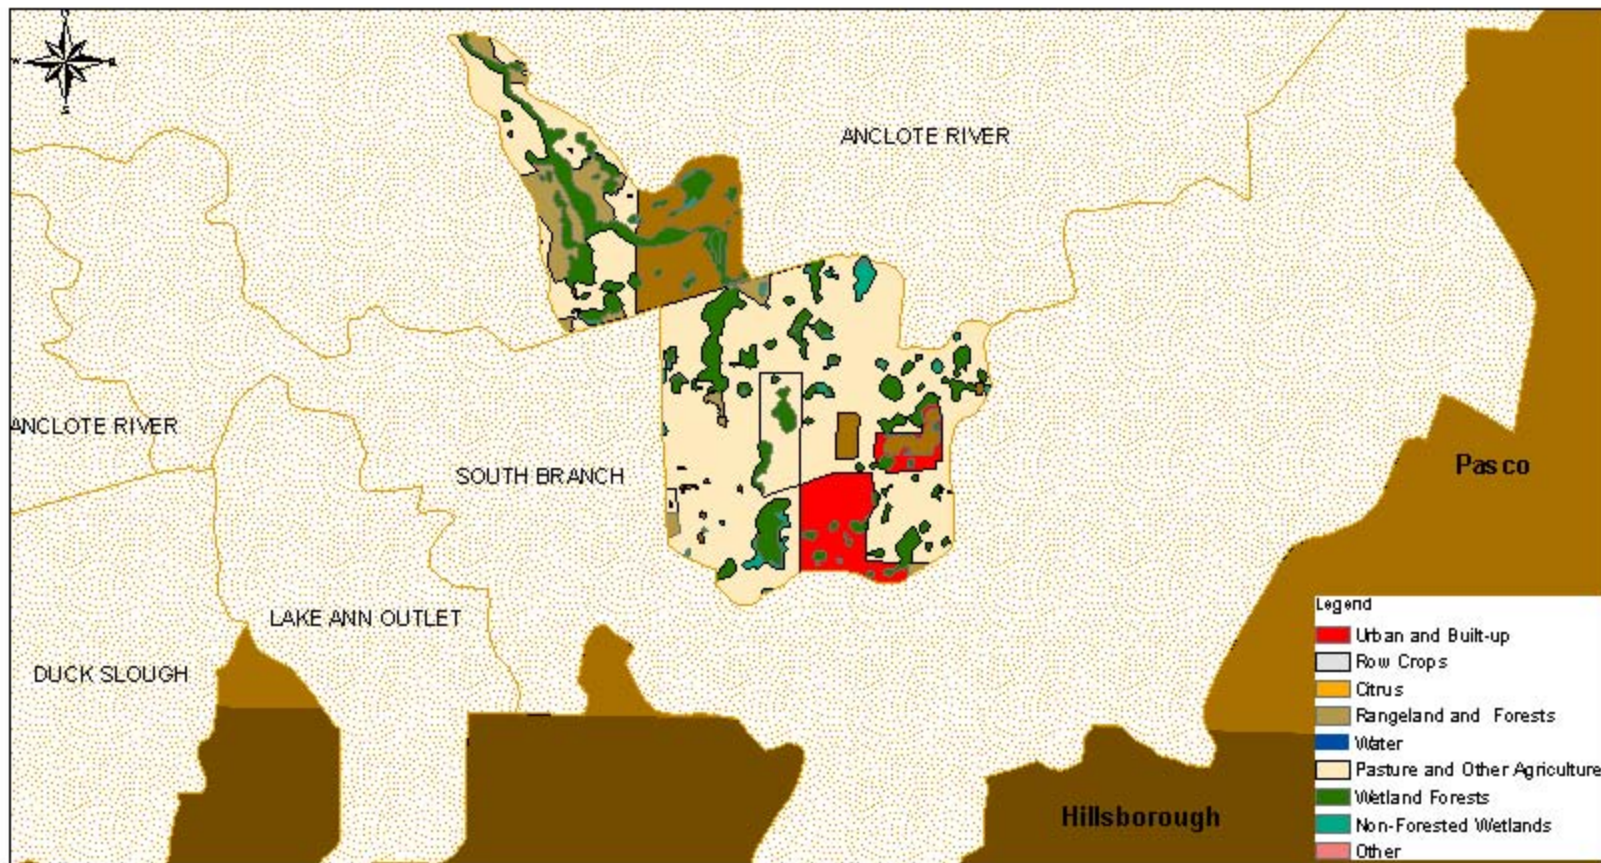 ANCLOTE RIVER
ANCLOTE RIVER
SOUTH BRANCH
Pasco
LAKE ANN OUTLET
DUCK SLOUGH
Hillsborough
Legend
Urban and Built-up
Row Crops
Citrus
Rangeland and Forests
Water
Pasture and Other Agriculture
Wetland Forests
Non-Forested Wetlands
Other